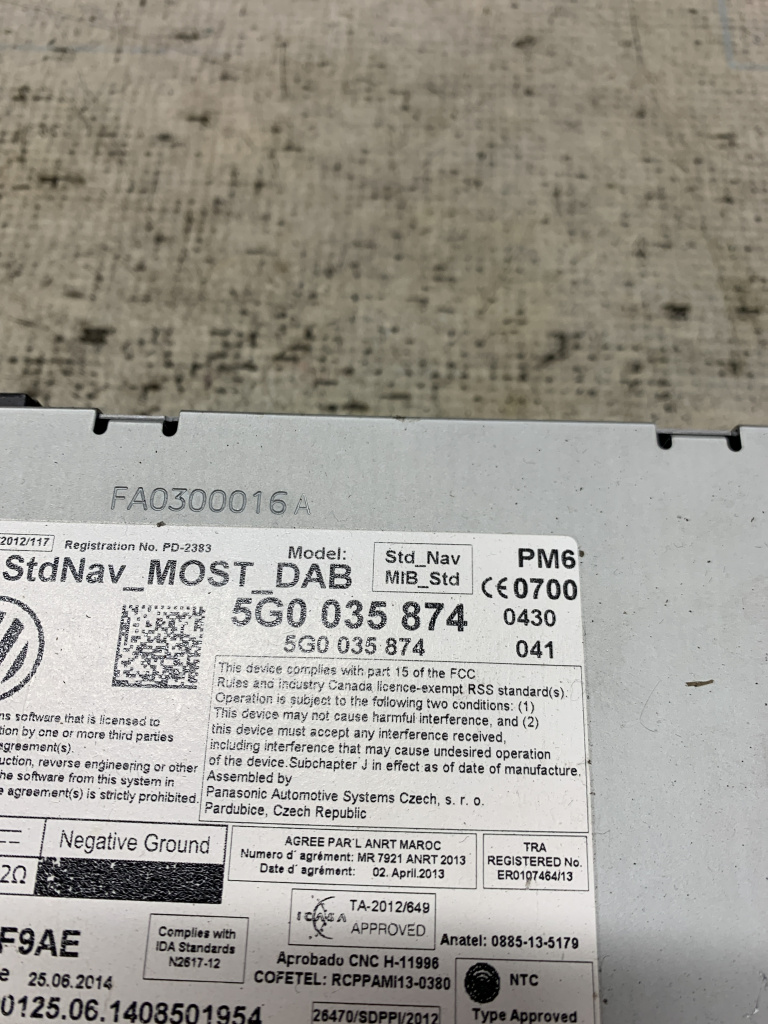 FA0300016 A
2012/117
Registration No. PD-2383
Model:
Std_Nav
MIB_Std
PM6
StdNav_MOST_DAB
CE0700
5G0 035 874
0430
5G0 035 874
041
This device complies with part 15 of the FCC
Rules and Industry Canada licence-exempt RSS standard(s).
Operation is subject to the following two conditions: (1)
This device may not cause harmful interference, and (2)
this device must accept any interference received,
including interference that may cause undesired operation
of the device.Subchapter J in effect as of date of manufacture.
Assembled by
Panasonic Automotive Systems Czech, s. r. o.
Pardubice, Czech Republic
ns software that is licensed to
tion by one or more third parties
agreement(s).
uction, reverse engineering or other
he software from this system in
e agreement(s) is strictly prohibited.
Negative Ground
2Ω
AGREE PAR'L ANRT MAROC
Numero d'agrément: MR 7921 ANRT 2013
Date d'agrément: 02. April.2013
TRA
REGISTERED No.
ER0107464/13
ICASA
TA-2012/649
APPROVED
Anatel: 0885-13-5179
F9AE
Complies with
IDA Standards
N2617-12
Aprobado CNC H-11996
COFETEL: RCPPAMI13-0380
e 25.06.2014
NTC
Type Approved
0125.06.1408501954
26470/SDPPI/2012